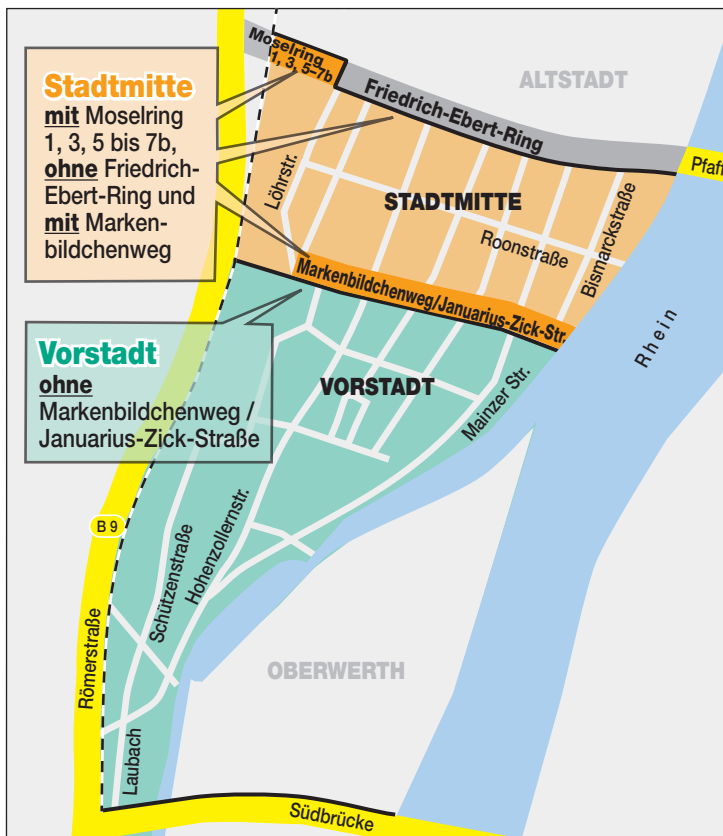 Moselring
1, 3, 5–7b
Stadtmitte
mit Moselring
1, 3, 5 bis 7b,
ohne Friedrich-
Ebert-Ring und
mit Marken-
bildchenweg
ALTSTADT
Friedrich-Ebert-Ring
Pfaff
Löhrstr.
STADTMITTE
Roonstraße
Bismarckstraße
Markenbildchenweg/Januarius-Zick-Str.
Rhein
Vorstadt
ohne
Markenbildchenweg /
Januarius-Zick-Straße
VORSTADT
Mainzer Str.
B 9
Schützenstraße
Hohenzollernstr.
Römerstraße
OBERWERTH
Laubach
Südbrücke